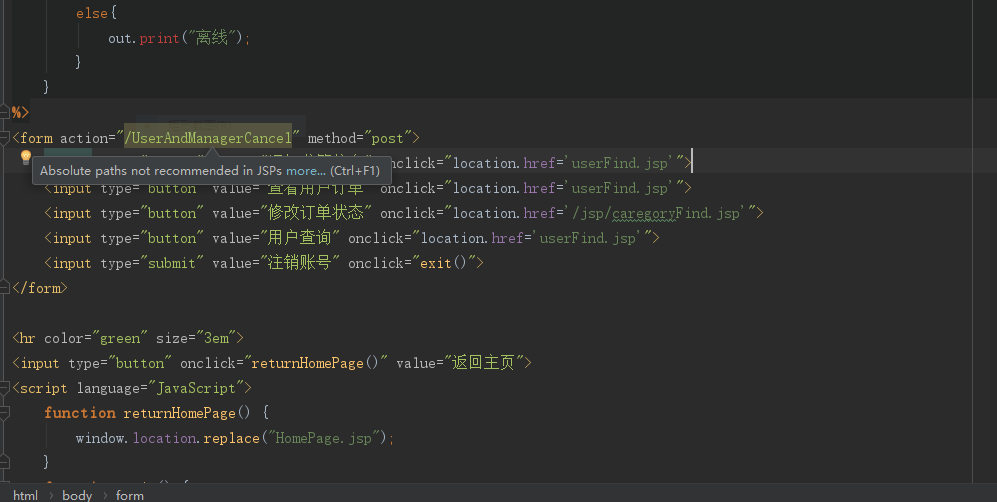 else{
out.print("离线");
}
}
%>
<form action="/UserAndManagerCancel" method="post">
onclick="location.href='userFind.jsp'">
Absolute paths not recommended in JSPs more... (Ctrl+F1)
<input type="button" value="查看用户订单" onclick="location.href='userFind.jsp'">
<input type="button" value="修改订单状态" onclick="location.href='/jsp/caregoryFind.jsp'">
<input type="button" value="用户查询" onclick="location.href='userFind.jsp'">
<input type="submit" value="注销账号" onclick="exit()">
</form>
<hr color="green" size="3em">
<input type="button" onclick="returnHomePage()" value="返回主页">
<script language="JavaScript">
function returnHomePage() {
window.location.replace("HomePage.jsp");
}
html › body › form